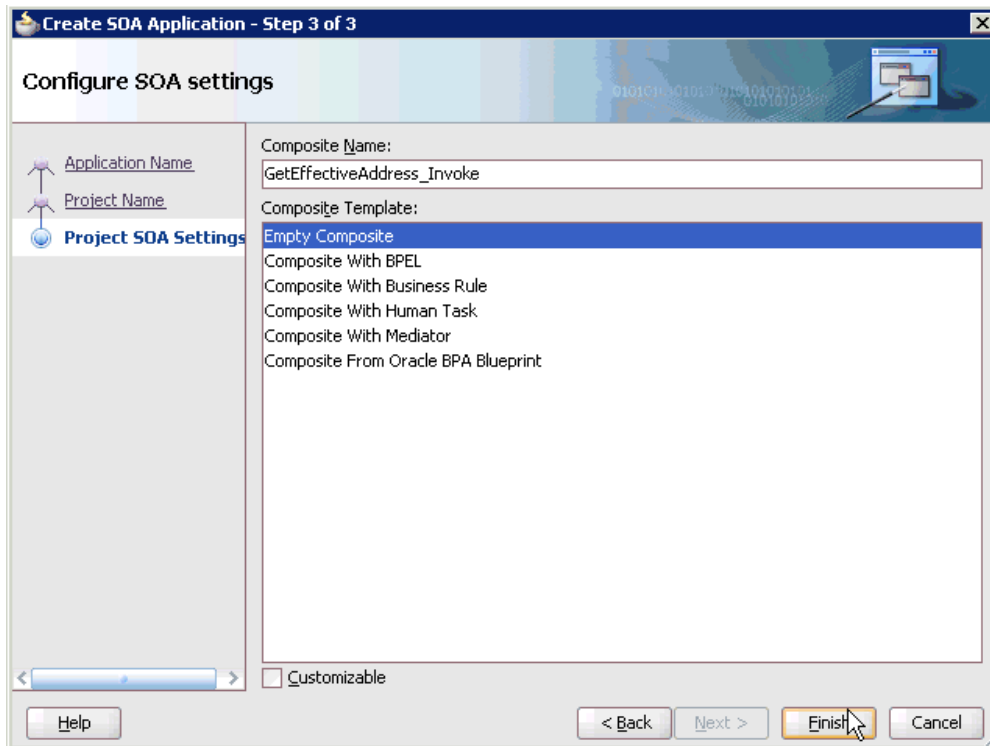 Create SOA Application - Step 3 of 3
Configure SOA settings
Application Name
Project Name
Project SOA Settings
Composite Name:
GetEffectiveAddress_Invoke
Composite Template:
Empty Composite
Composite With BPEL
Composite With Business Rule
Composite With Human Task
Composite With Mediator
Composite From Oracle BPA Blueprint
Customizable
Help
< Back
Next >
Finish
Cancel